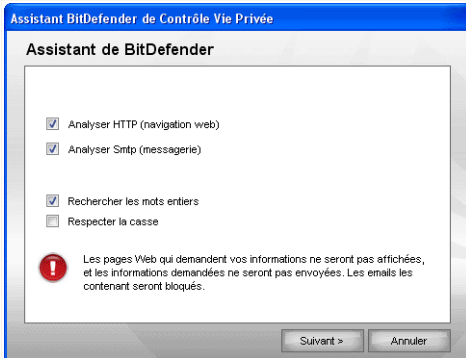 Assistant BitDefender de Contrôle Vie Privée
Assistant de BitDefender
Analyser HTTP (navigation web)
Analyser Smtp (messagerie)
Rechercher les mots entiers
Respecter la casse
Les pages Web qui demandent vos informations ne seront pas affichées,
et les informations demandées ne seront pas envoyées. Les emails les
contenant seront bloqués.
Suivant > Annuler